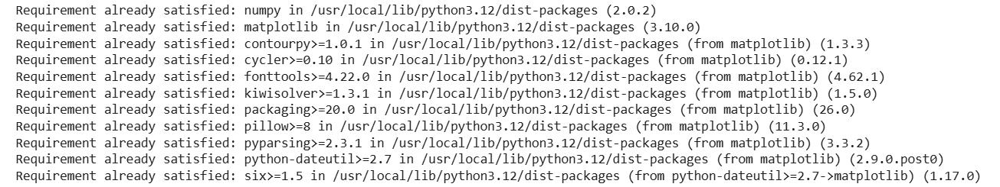 Requirement already satisfied: numpy in /usr/local/lib/python3.12/dist-packages (2.0.2)
Requirement already satisfied: matplotlib in /usr/local/lib/python3.12/dist-packages (3.10.0)
Requirement already satisfied: contourpy>=1.0.1 in /usr/local/lib/python3.12/dist-packages (from matplotlib) (1.3.3)
Requirement already satisfied: cycler>=0.10 in /usr/local/lib/python3.12/dist-packages (from matplotlib) (0.12.1)
Requirement already satisfied: fonttools>=4.22.0 in /usr/local/lib/python3.12/dist-packages (from matplotlib) (4.62.1)
Requirement already satisfied: kiwisolver>=1.3.1 in /usr/local/lib/python3.12/dist-packages (from matplotlib) (1.5.0)
Requirement already satisfied: packaging>=20.0 in /usr/local/lib/python3.12/dist-packages (from matplotlib) (26.0)
Requirement already satisfied: pillow>=8 in /usr/local/lib/python3.12/dist-packages (from matplotlib) (11.3.0)
Requirement already satisfied: pyparsing>=2.3.1 in /usr/local/lib/python3.12/dist-packages (from matplotlib) (3.3.2)
Requirement already satisfied: python-dateutil>=2.7 in /usr/local/lib/python3.12/dist-packages (from matplotlib) (2.9.0.post0)
Requirement already satisfied: six>=1.5 in /usr/local/lib/python3.12/dist-packages (from python-dateutil>=2.7->matplotlib) (1.17.0)